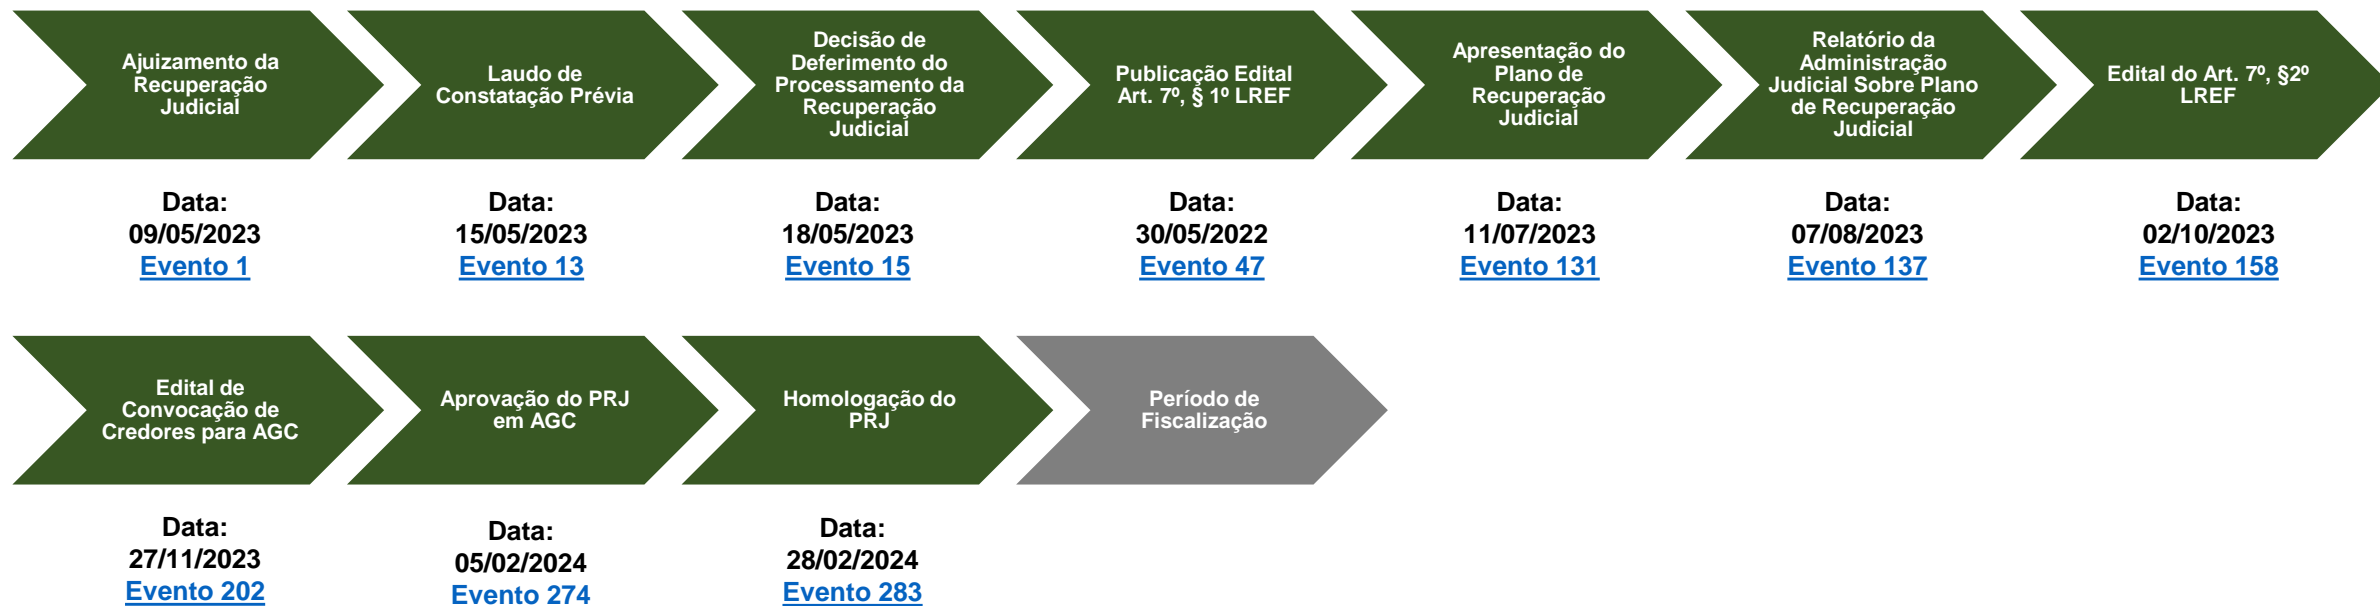 Ajuizamento da
Recuperação
Judicial
Laudo de
Constatação Prévia
Decisão de
Deferimento do
Processamento da
Recuperação
Judicial
Publicação Edital
Art. 7º, § 1º LREF
Apresentação do
Plano de
Recuperação
Judicial
Relatório da
Administração
Judicial Sobre Plano
de Recuperação
Judicial
Edital do Art. 7º, §2º
LREF
Data:
09/05/2023
Evento 1
Data:
15/05/2023
Evento 13
Data:
18/05/2023
Evento 15
Data:
30/05/2022
Evento 47
Data:
11/07/2023
Evento 131
Data:
07/08/2023
Evento 137
Data:
02/10/2023
Evento 158
Edital de
Convocação de
Credores para AGC
Aprovação do PRJ
em AGC
Homologação do
PRJ
Período de
Fiscalização
Data:
27/11/2023
Evento 202
Data:
05/02/2024
Evento 274
Data:
28/02/2024
Evento 283